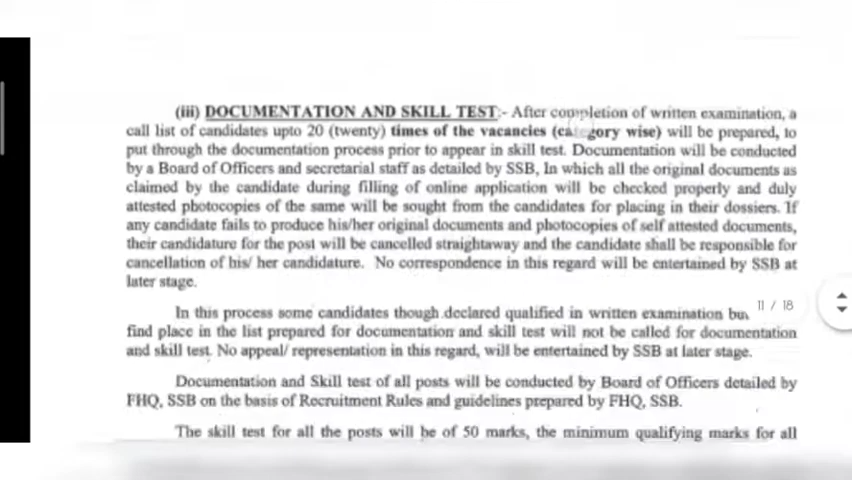 (iii) DOCUMENTATION AND SKILL TEST:- After completion of written examination, a
call list of candidates upto 20 (twenty) times of the vacancies (category wise) will be prepared, to
put through the documentation process prior to appear in skill test. Documentation will be conducted
by a Board of Officers and secretarial staff as detailed by SSB, In which all the original documents as
claimed by the candidate during filling of online application will be checked properly and duly
attested photocopies of the same will be sought from the candidates for placing in their dossiers. If
any candidate fails to produce his/her original documents and photocopies of self attested documents,
their candidature for the post will be cancelled straightaway and the candidate shall be responsible for
cancellation of his/ her candidature. No correspondence in this regard will be entertained by SSB at
later stage.
In this process some candidates though declared qualified in written examination bu
11 / 18
find place in the list prepared for documentation and skill test will not be called for documentation
and skill test. No appeal/ representation in this regard, will be entertained by SSB at later stage.
Documentation and Skill test of all posts will be conducted by Board of Officers detailed by
FHQ, SSB on the basis of Recruitment Rules and guidelines prepared by FHQ, SSB.
The skill test for all the posts will be of 50 marks, the minimum qualifying marks for all